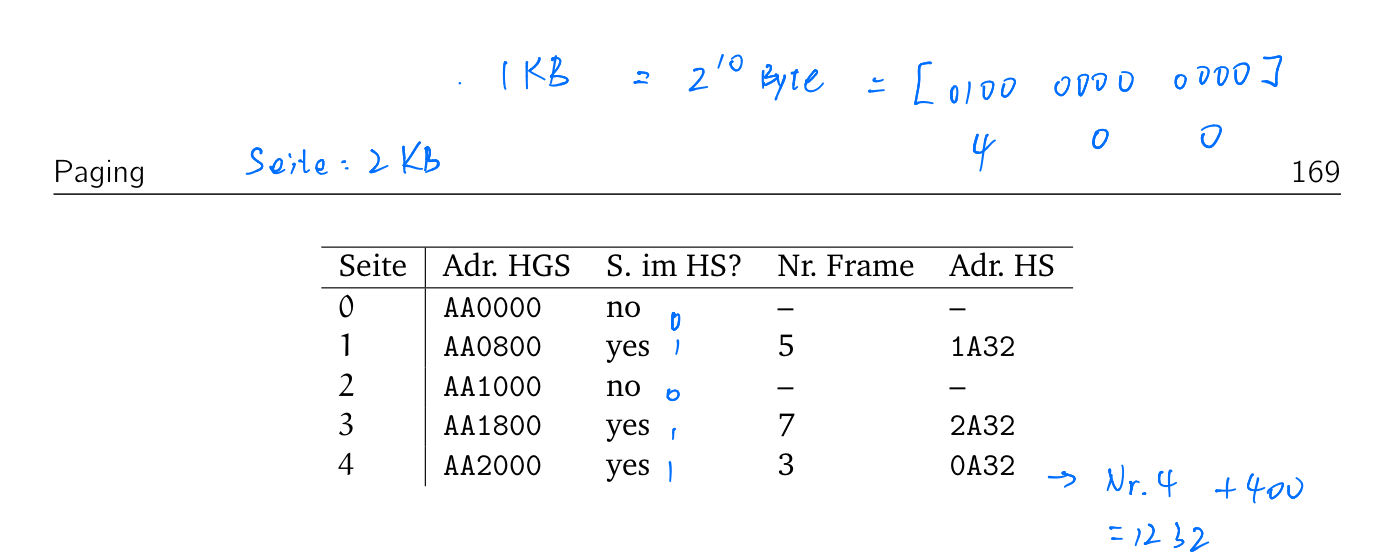 . 1 KB = 2^10 Byte = [0100 0000 0000]
4 0 0
Paging Seite: 2 KB 169
Seite Adr. HGS S. im HS? Nr. Frame Adr. HS
0 AA0000 no 0 – –
1 AA0800 yes 1 5 1A32
2 AA1000 no 0 – –
3 AA1800 yes 1 7 2A32
4 AA2000 yes 1 3 0A32 → Nr. 4 +400
= 1232